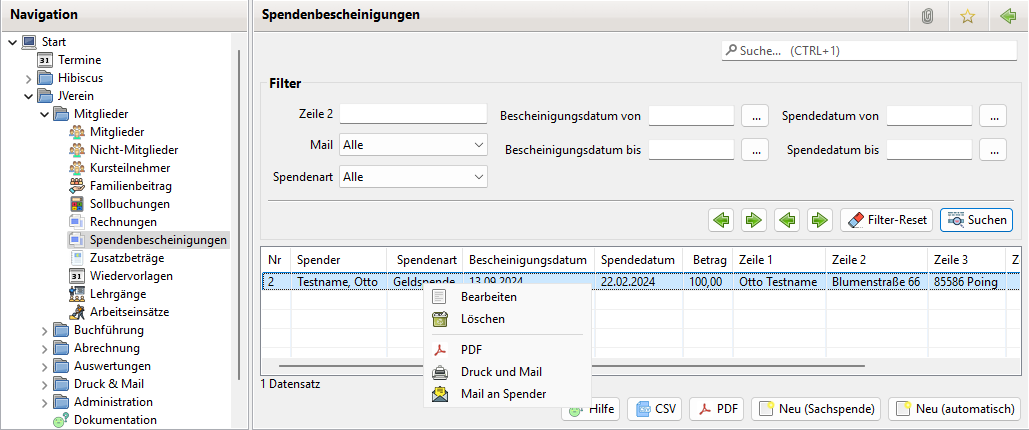 Navigation
Start
Termine
Hibiscus
JVerein
Mitglieder
Mitglieder
Nicht-Mitglieder
Kursteilnehmer
Familienbeitrag
Sollbuchungen
Rechnungen
Spendenbescheinigungen
Zusatzbeträge
Wiedervorlagen
Lehrgänge
Arbeitseinsätze
Buchführung
Abrechnung
Auswertungen
Druck & Mail
Administration
Dokumentation
Spendenbescheinigungen
Suche... (CTRL+1)
Filter
Zeile 2 Bescheinigungsdatum von ... Spendedatum von ...
Mail Alle Bescheinigungsdatum bis ... Spendedatum bis ...
Spendenart Alle
Filter-Reset Suchen
Nr Spender Spendenart Bescheinigungsdatum Spendedatum Betrag Zeile 1 Zeile 2 Zeile 3 Z
2 Testname, Otto Geldspende 13.09.2024 22.02.2024 100,00 Otto Testname Blumenstraße 66 85586 Poing
Bearbeiten
Löschen
PDF
Druck und Mail
Mail an Spender
1 Datensatz
Hilfe CSV PDF Neu (Sachspende) Neu (automatisch)